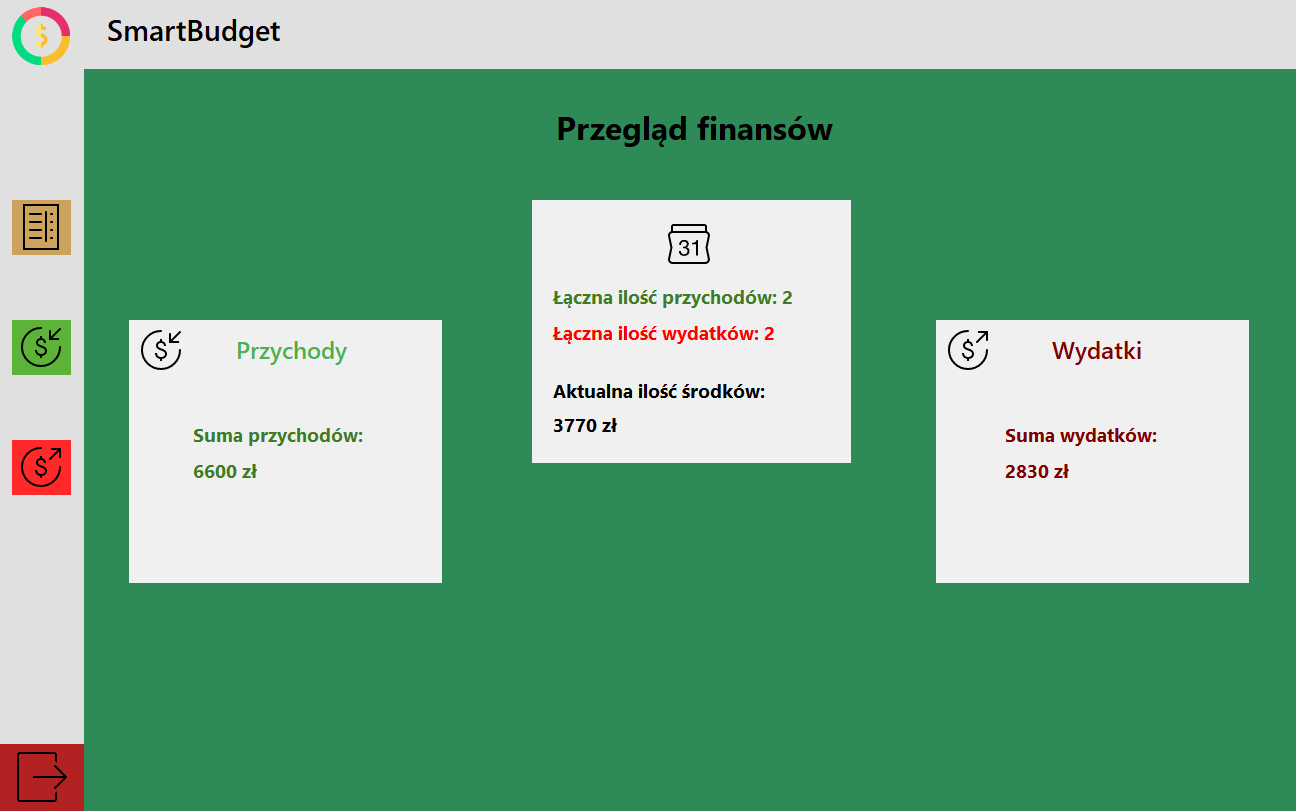 SmartBudget
Przegląd finansów
31
Łączna ilość przychodów: 2
Łączna ilość wydatków: 2
Aktualna ilość środków:
3770 zł
Przychody
Suma przychodów:
6600 zł
Wydatki
Suma wydatków:
2830 zł